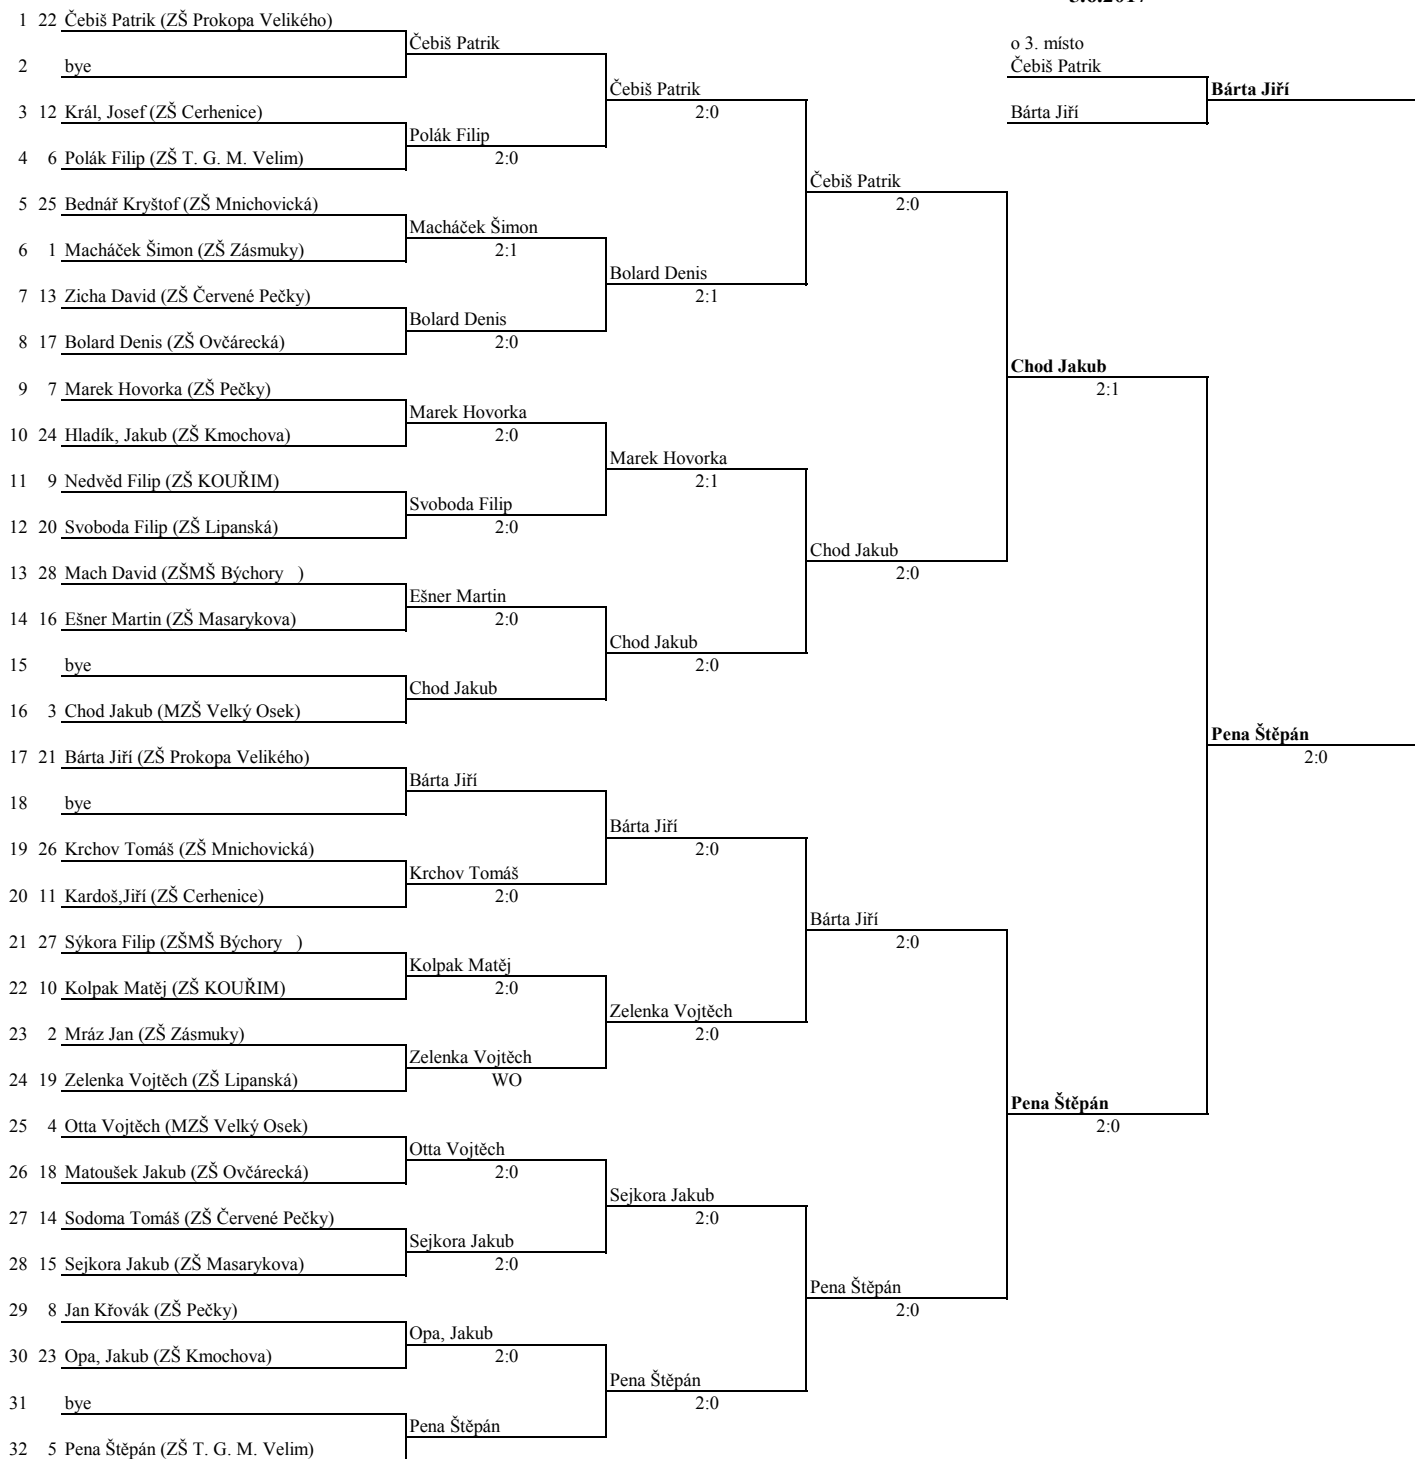 5.6.2017
1 22 Čebiš Patrik (ZŠ Prokopa Velikého)
Čebiš Patrik
o 3. místo
2 bye
Čebiš Patrik
Čebiš Patrik
Bárta Jiří
3 12 Král, Josef (ZŠ Cerhenice)
2:0
Bárta Jiří
Polák Filip
4 6 Polák Filip (ZŠ T. G. M. Velim)
2:0
Čebiš Patrik
5 25 Bednář Kryštof (ZŠ Mnichovická)
2:0
Macháček Šimon
6 1 Macháček Šimon (ZŠ Zásmuky)
2:1
Bolard Denis
7 13 Zicha David (ZŠ Červené Pečky)
2:1
Bolard Denis
8 17 Bolard Denis (ZŠ Ovčárecká)
2:0
Chod Jakub
9 7 Marek Hovorka (ZŠ Pečky)
2:1
Marek Hovorka
10 24 Hladík, Jakub (ZŠ Kmochova)
2:0
Marek Hovorka
11 9 Nedvěd Filip (ZŠ KOUŘIM)
2:1
Svoboda Filip
12 20 Svoboda Filip (ZŠ Lipanská)
2:0
Chod Jakub
13 28 Mach David (ZŠMŠ Býchory )
2:0
Ešner Martin
14 16 Ešner Martin (ZŠ Masarykova)
2:0
Chod Jakub
15 bye
2:0
Chod Jakub
16 3 Chod Jakub (MZŠ Velký Osek)
Pena Štěpán
17 21 Bárta Jiří (ZŠ Prokopa Velikého)
2:0
Bárta Jiří
18 bye
Bárta Jiří
19 26 Krchov Tomáš (ZŠ Mnichovická)
2:0
Krchov Tomáš
20 11 Kardoš,Jiří (ZŠ Cerhenice)
2:0
Bárta Jiří
21 27 Sýkora Filip (ZŠMŠ Býchory )
2:0
Kolpak Matěj
22 10 Kolpak Matěj (ZŠ KOUŘIM)
2:0
Zelenka Vojtěch
23 2 Mráz Jan (ZŠ Zásmuky)
2:0
Zelenka Vojtěch
24 19 Zelenka Vojtěch (ZŠ Lipanská)
WO
Pena Štěpán
25 4 Otta Vojtěch (MZŠ Velký Osek)
2:0
Otta Vojtěch
26 18 Matoušek Jakub (ZŠ Ovčárecká)
2:0
Sejkora Jakub
27 14 Sodoma Tomáš (ZŠ Červené Pečky)
2:0
Sejkora Jakub
28 15 Sejkora Jakub (ZŠ Masarykova)
2:0
Pena Štěpán
29 8 Jan Křovák (ZŠ Pečky)
2:0
Opa, Jakub
30 23 Opa, Jakub (ZŠ Kmochova)
2:0
Pena Štěpán
31 bye
2:0
Pena Štěpán
32 5 Pena Štěpán (ZŠ T. G. M. Velim)